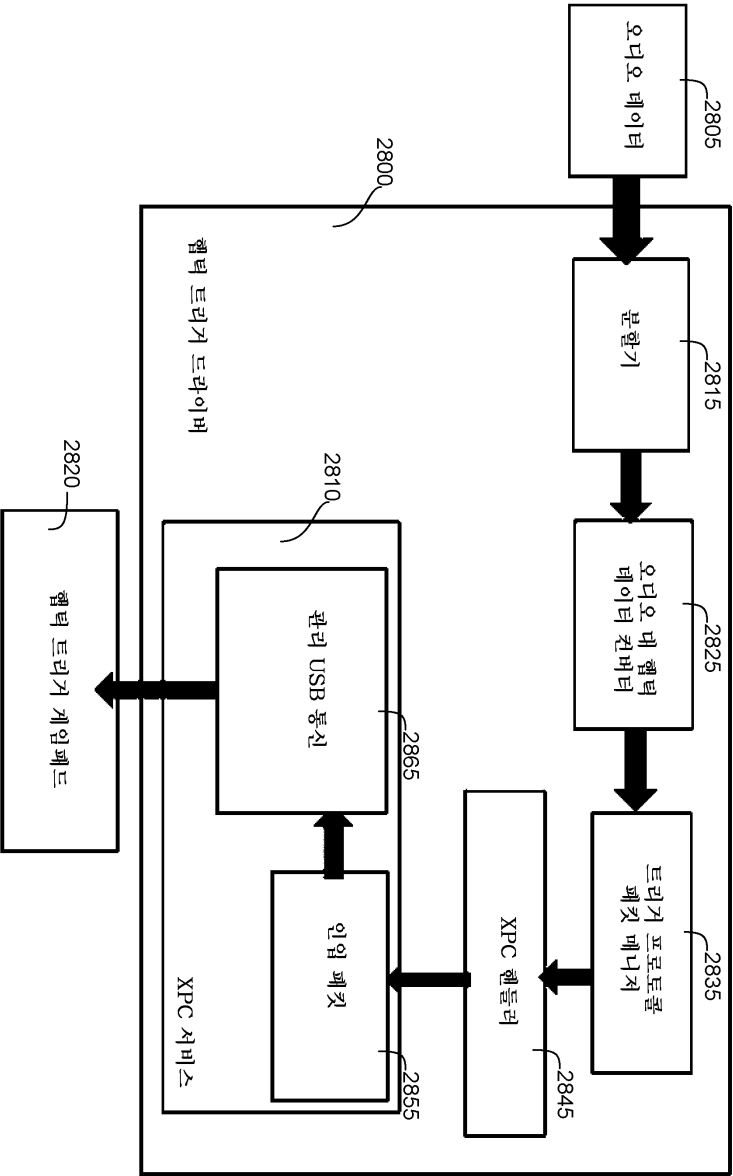 오디오 데이터
2805
2800
햅틱 트리거 드라이버
분할기
2815
오디오 대 햅틱
데이터 컨버터
2825
트리거 프로토콜
패킷 매니저
2835
XPC 핸들러
2845
2810
XPC 서비스
인입 패킷
2855
관리 USB 통신
2865
2820
햅틱 트리거 게임패드